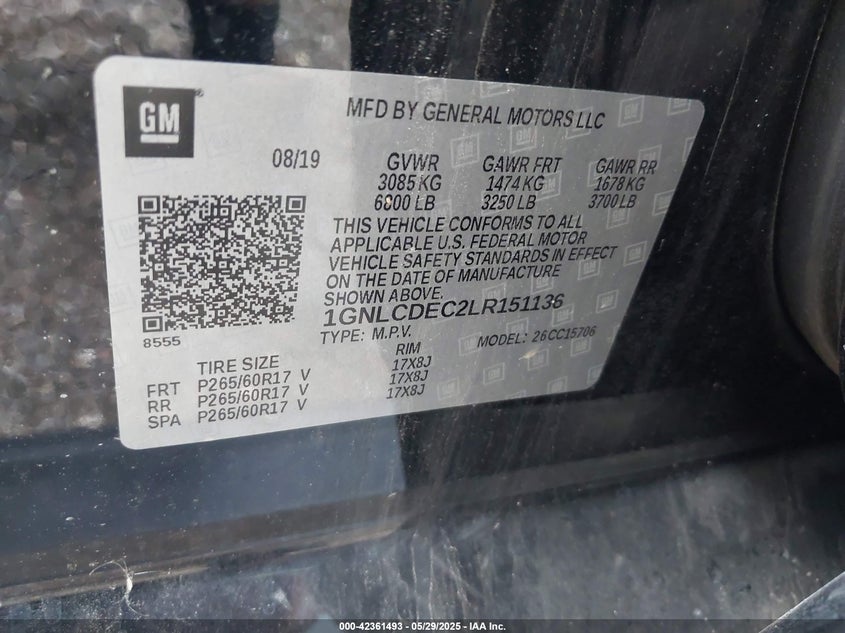 GM
MFD BY GENERAL MOTORS LLC
08/19 GVWR GAWR FRT GAWR RR
3085 KG 1474 KG 1678 KG
6800 LB 3250 LB 3700 LB
THIS VEHICLE CONFORMS TO ALL
APPLICABLE U.S. FEDERAL MOTOR
VEHICLE SAFETY STANDARDS IN EFFECT
ON THE DATE OF MANUFACTURE
SHOWN ABOVE.
1GNLCDEC2LR151136
8555 TYPE: M.P.V. MODEL: 26CC15706
TIRE SIZE RIM
FRT P265/60R17 V 17X8J
RR P265/60R17 V 17X8J
SPA P265/60R17 V 17X8J
000-42361493 — 05/29/2025 — IAA Inc.